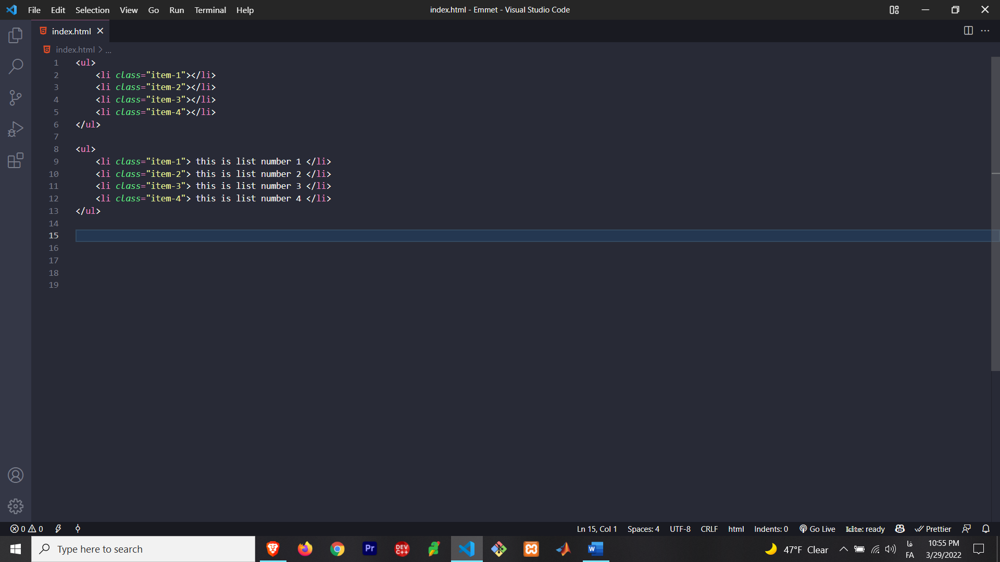 File Edit Selection View Go Run Terminal Help
index.html - Emmet - Visual Studio Code
index.html
index.html > ...
1 <ul>
2     <li class="item-1"></li>
3     <li class="item-2"></li>
4     <li class="item-3"></li>
5     <li class="item-4"></li>
6 </ul>
7
8 <ul>
9     <li class="item-1"> this is list number 1 </li>
10     <li class="item-2"> this is list number 2 </li>
11     <li class="item-3"> this is list number 3 </li>
12     <li class="item-4"> this is list number 4 </li>
13 </ul>
14
15
16
17
18
19
0 0 Ln 15, Col 1 Spaces: 4 UTF-8 CRLF html Indents: 0 Go Live kite: ready Prettier
Type here to search
Pr
DEV C++
W
47°F Clear
فا
FA
10:55 PM
3/29/2022